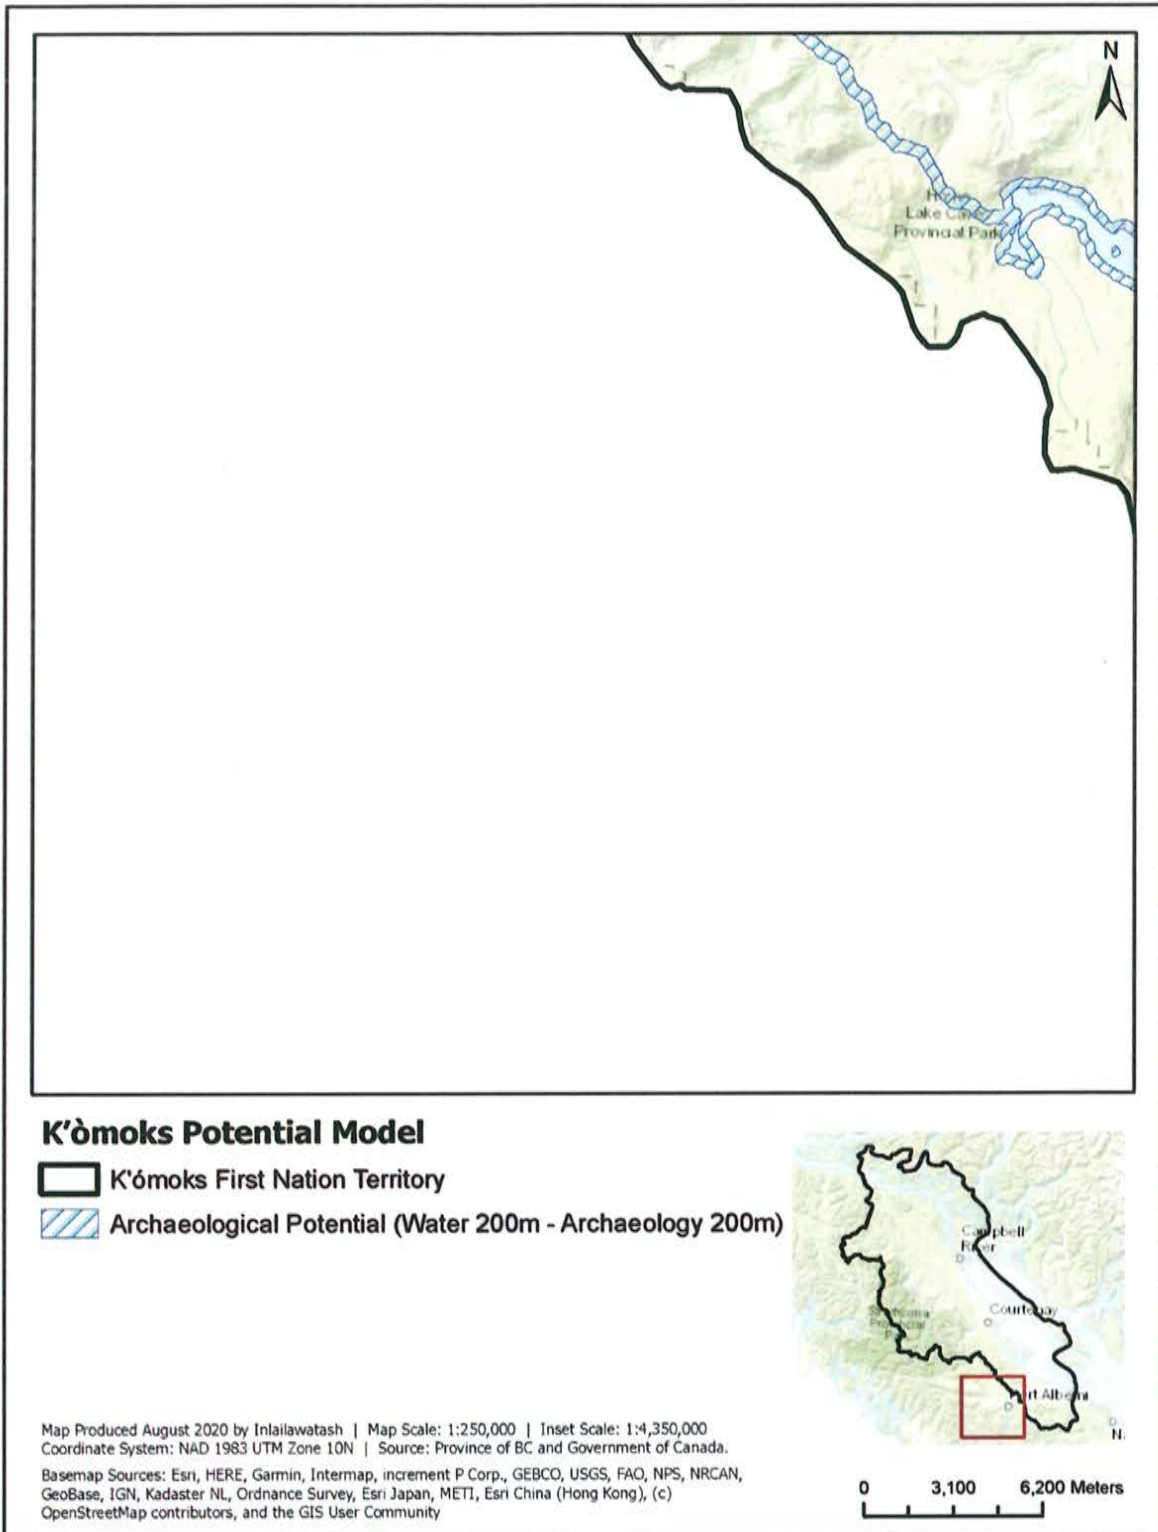 N
Lake
Provincial Park
K'òmoks Potential Model
K'ómoks First Nation Territory
Archaeological Potential (Water 200m - Archaeology 200m)
Campbell
River
Courtenay
Provincial
rt Alberni
N.
Map Produced August 2020 by Inlailawatash | Map Scale: 1:250,000 | Inset Scale: 1:4,350,000
Coordinate System: NAD 1983 UTM Zone 10N | Source: Province of BC and Government of Canada.
Basemap Sources: Esri, HERE, Garmin, Intermap, increment P Corp., GEBCO, USGS, FAO, NPS, NRCAN,
GeoBase, IGN, Kadaster NL, Ordnance Survey, Esri Japan, METI, Esri China (Hong Kong), (c)
OpenStreetMap contributors, and the GIS User Community
0 3,100 6,200 Meters